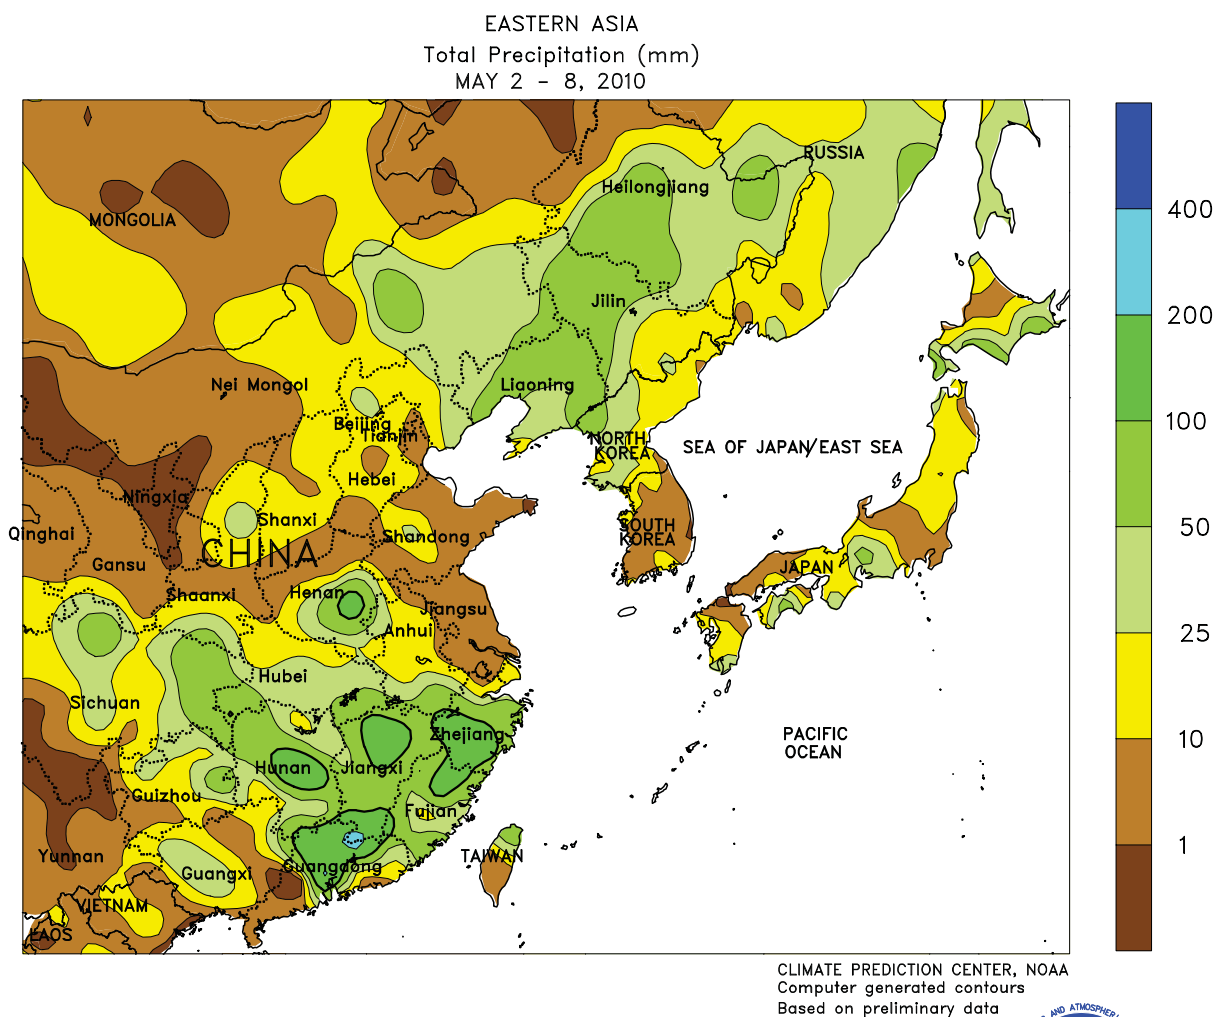 EASTERN ASIA
Total Precipitation (mm)
MAY 2 - 8, 2010
RUSSIA
Heilongjiang
MONGOLIA
400
Jilin
200
Nei Mongol
Liaoning
Beijing
Tianjin
100
NORTH
KOREA
SEA OF JAPAN/EAST SEA
Hebei
Ningxia
Shanxi
SOUTH
KOREA
50
Qinghai
Shandong
CHINA
Gansu
JAPAN
Shaanxi
Henan
Jiangsu
Anhui
25
Hubei
Sichuan
Zhejiang
PACIFIC
OCEAN
10
Hunan
Jiangxi
Guizhou
Fujian
1
Yunnan
TAIWAN
Guangxi
Guangdong
VIETNAM
LAOS
CLIMATE PREDICTION CENTER, NOAA
Computer generated contours
Based on preliminary data
AND ATMOSPHER